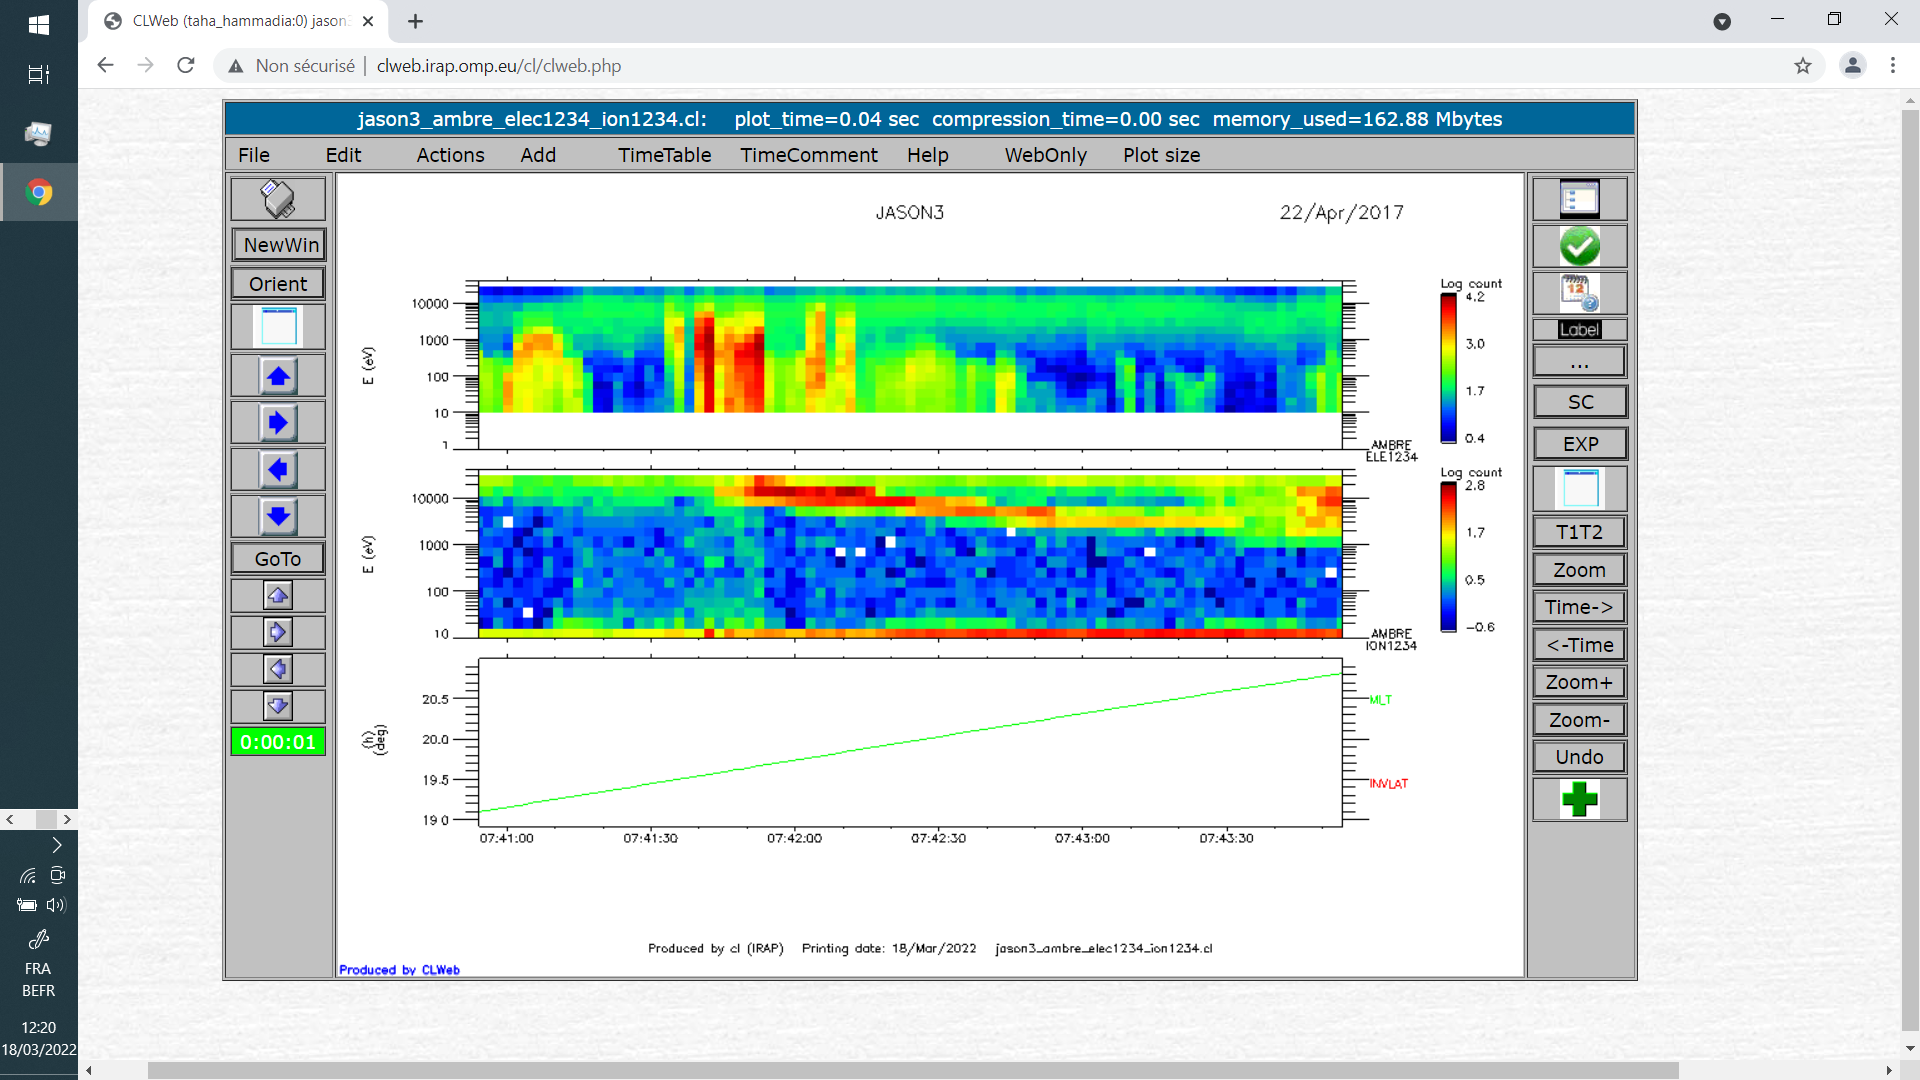 CLWeb (taha_hammadia:0) jason3
Non sécurisé | clweb.irap.omp.eu/cl/clweb.php
jason3_ambre_elec1234_ion1234.cl: plot_time=0.04 sec compression_time=0.00 sec memory_used=162.88 Mbytes
File Edit Actions Add TimeTable TimeComment Help WebOnly Plot size
NewWin
Orient
GoTo
0:00:01
JASON3 22/Apr/2017
E (eV)
10000
1000
100
10
1
AMBRE
ELE1234
Log count
4.2
3.0
1.7
0.4
E (eV)
10000
1000
100
10
AMBRE
ION1234
Log count
2.8
1.7
0.5
-0.6
(h)
(deg)
20.5
20.0
19.5
19.0
MLT
INVLAT
07:41:00 07:41:30 07:42:00 07:42:30 07:43:00 07:43:30
Produced by cl (IRAP) Printing date: 18/Mar/2022 jason3_ambre_elec1234_ion1234.cl
Produced by CLWeb
12
Label
...
SC
EXP
T1T2
Zoom
Time->
<-Time
Zoom+
Zoom-
Undo
FRA
BEFR
12:20
18/03/2022